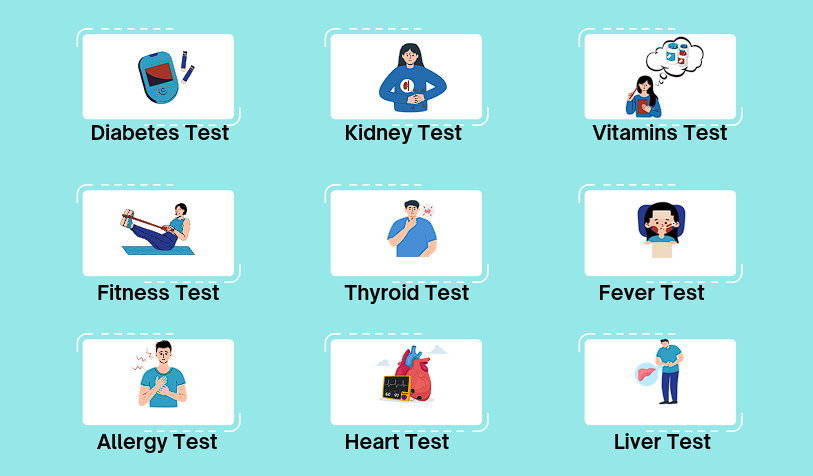 Diabetes Test
Kidney Test
Vitamins Test
Fitness Test
Thyroid Test
Fever Test
Allergy Test
Heart Test
Liver Test